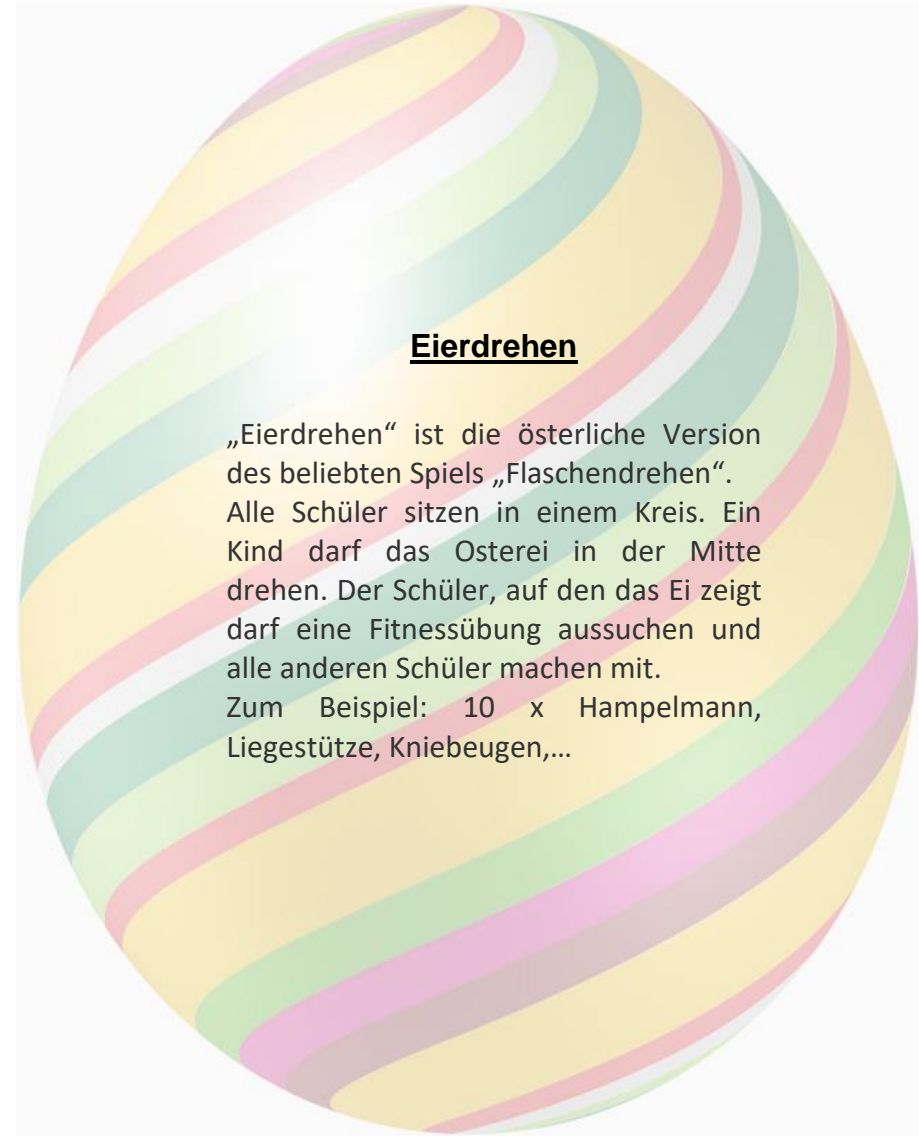 Eierdrehen
„Eierdrehen“ ist die österliche Version
des beliebten Spiels „Flaschendrehen“.
Alle Schüler sitzen in einem Kreis. Ein
Kind darf das Osterei in der Mitte
drehen. Der Schüler, auf den das Ei zeigt
darf eine Fitnessübung aussuchen und
alle anderen Schüler machen mit.
Zum Beispiel: 10 x Hampelmann,
Liegestütze, Kniebeugen,…